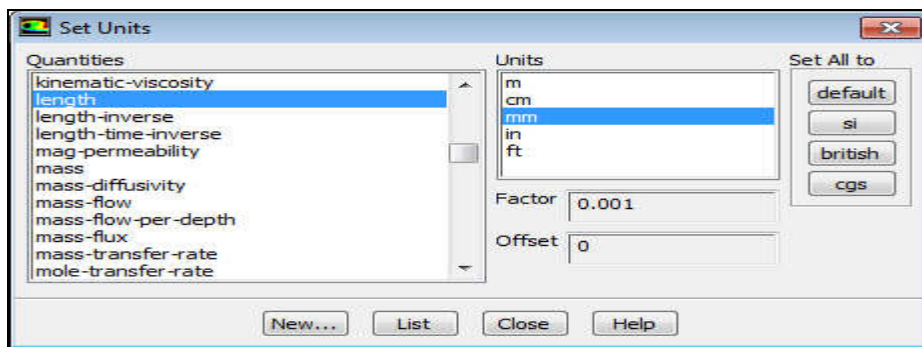 Set Units
Quantities
kinematic-viscosity
length
length-inverse
length-time-inverse
mag-permeability
mass
mass-diffusivity
mass-flow
mass-flow-per-depth
mass-flux
mass-transfer-rate
mole-transfer-rate
Units
m
cm
mm
in
ft
Factor 0.001
Offset 0
Set All to
default
si
british
cgs
New... List Close Help